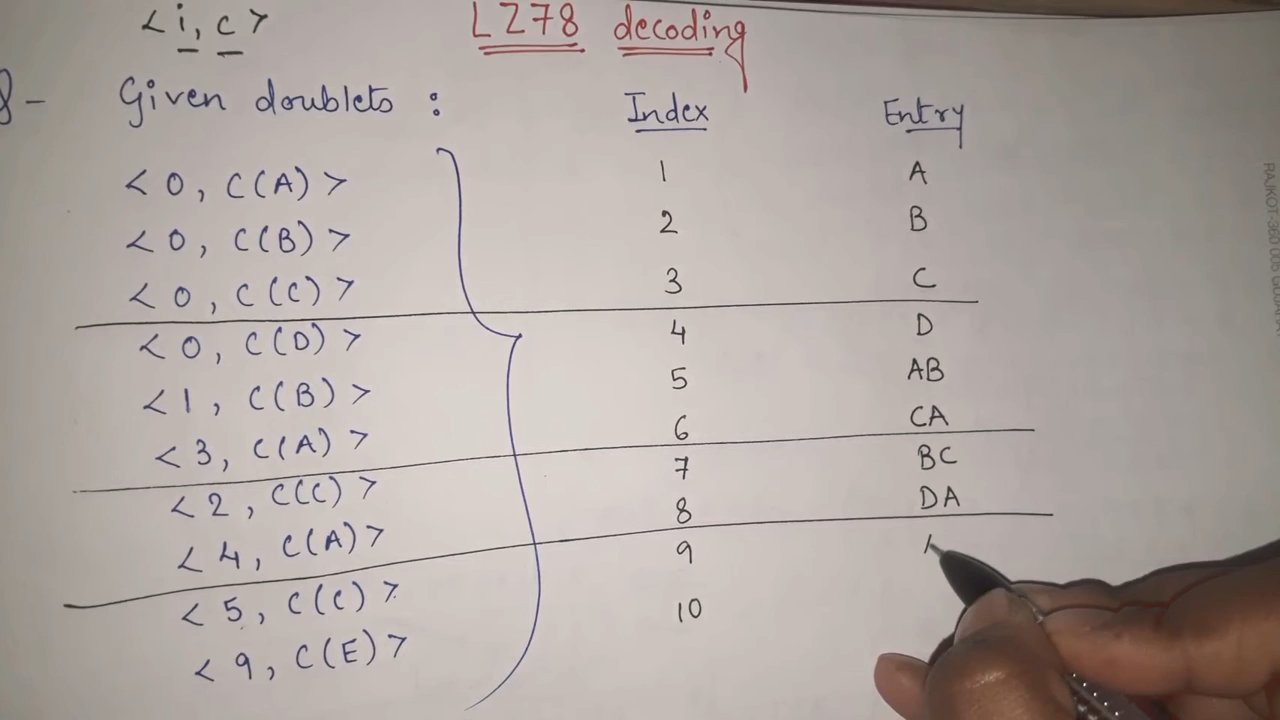 < i, c > LZ78 decoding
8 - Given doublets : Index Entry
< 0, C(A) > 1 A
< 0, C(B) > 2 B
< 0, C(C) > 3 C
< 0, C(D) > 4 D
< 1, C(B) > 5 AB
< 3, C(A) > 6 CA
< 2, C(C) > 7 BC
< 4, C(A) > 8 DA
< 5, C(C) > 9
< 9, C(E) > 10